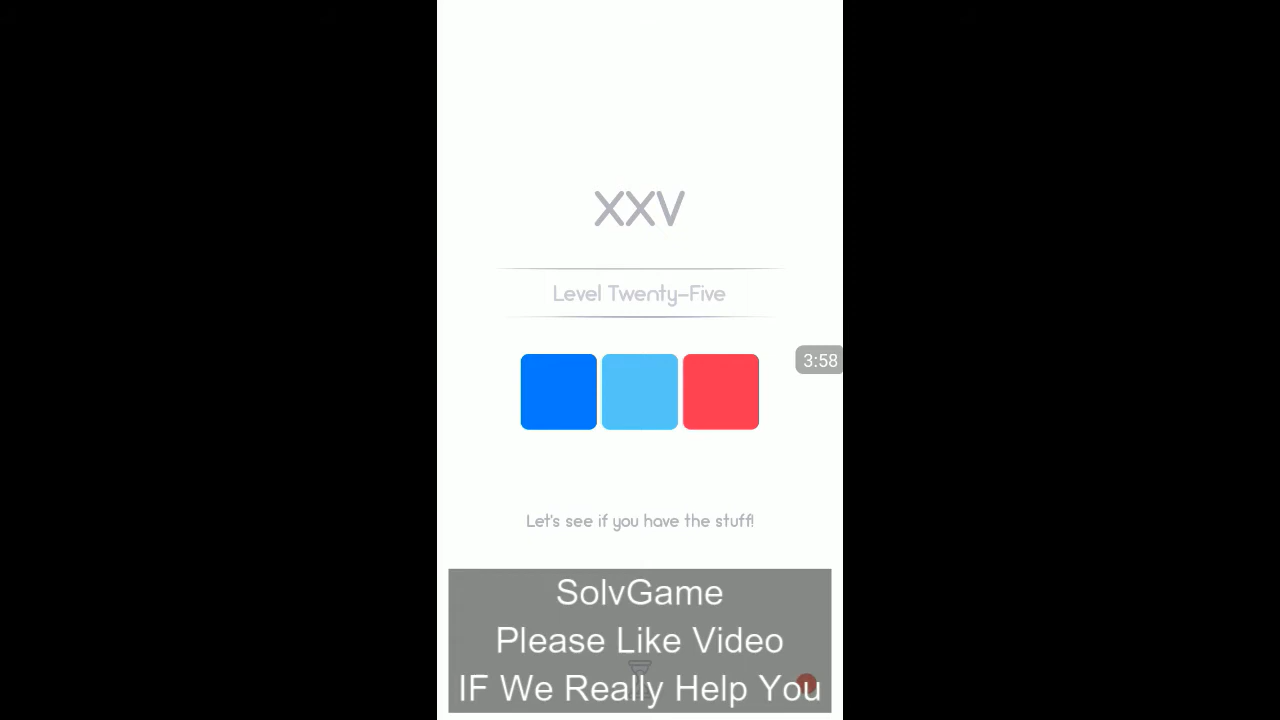 XXV
Level Twenty-Five
3:58
Let's see if you have the stuff!
SolvGame
Please Like Video
IF We Really Help You